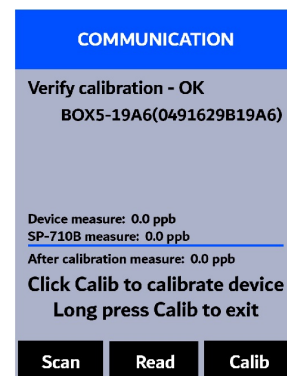 COMMUNICATION
Verify calibration - OK
BOX5-19A6(0491629B19A6)
Device measure: 0.0 ppb
SP-710B measure: 0.0 ppb
After calibration measure: 0.0 ppb
Click Calib to calibrate device
Long press Calib to exit
Scan Read Calib